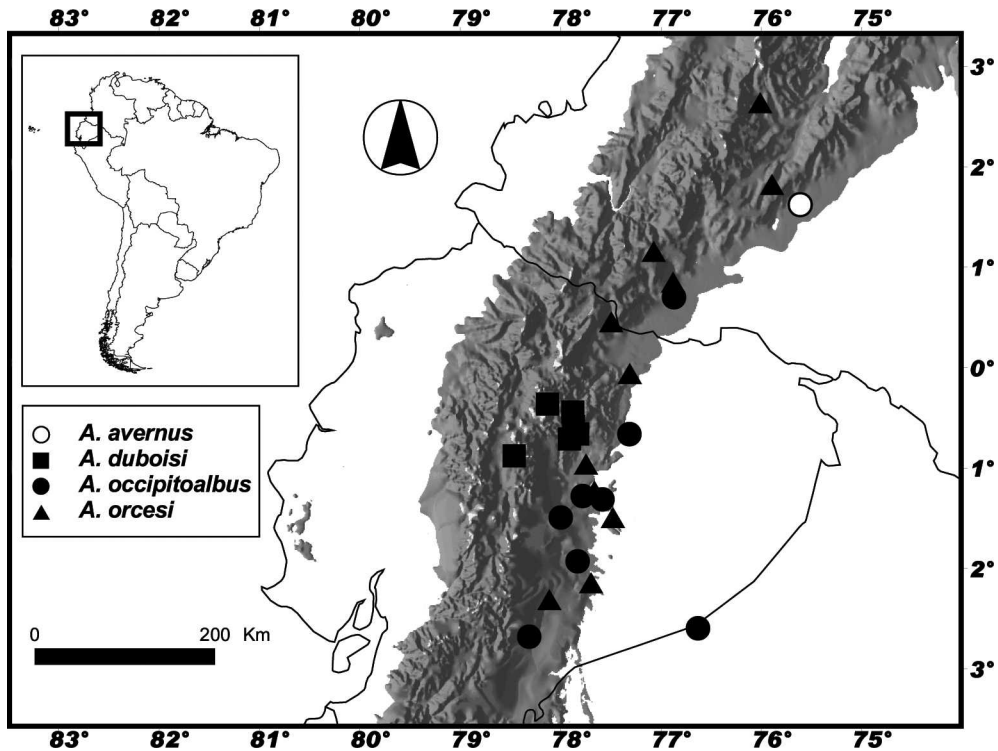 83° 82° 81° 80° 79° 78° 77° 76° 75°
3°
2°
1°
0°
1°
2°
3°
A. avernus
A. duboisi
A. occipitoalbus
A. orcesi
0 200 Km
83° 82° 81° 80° 79° 78° 77° 76° 75°